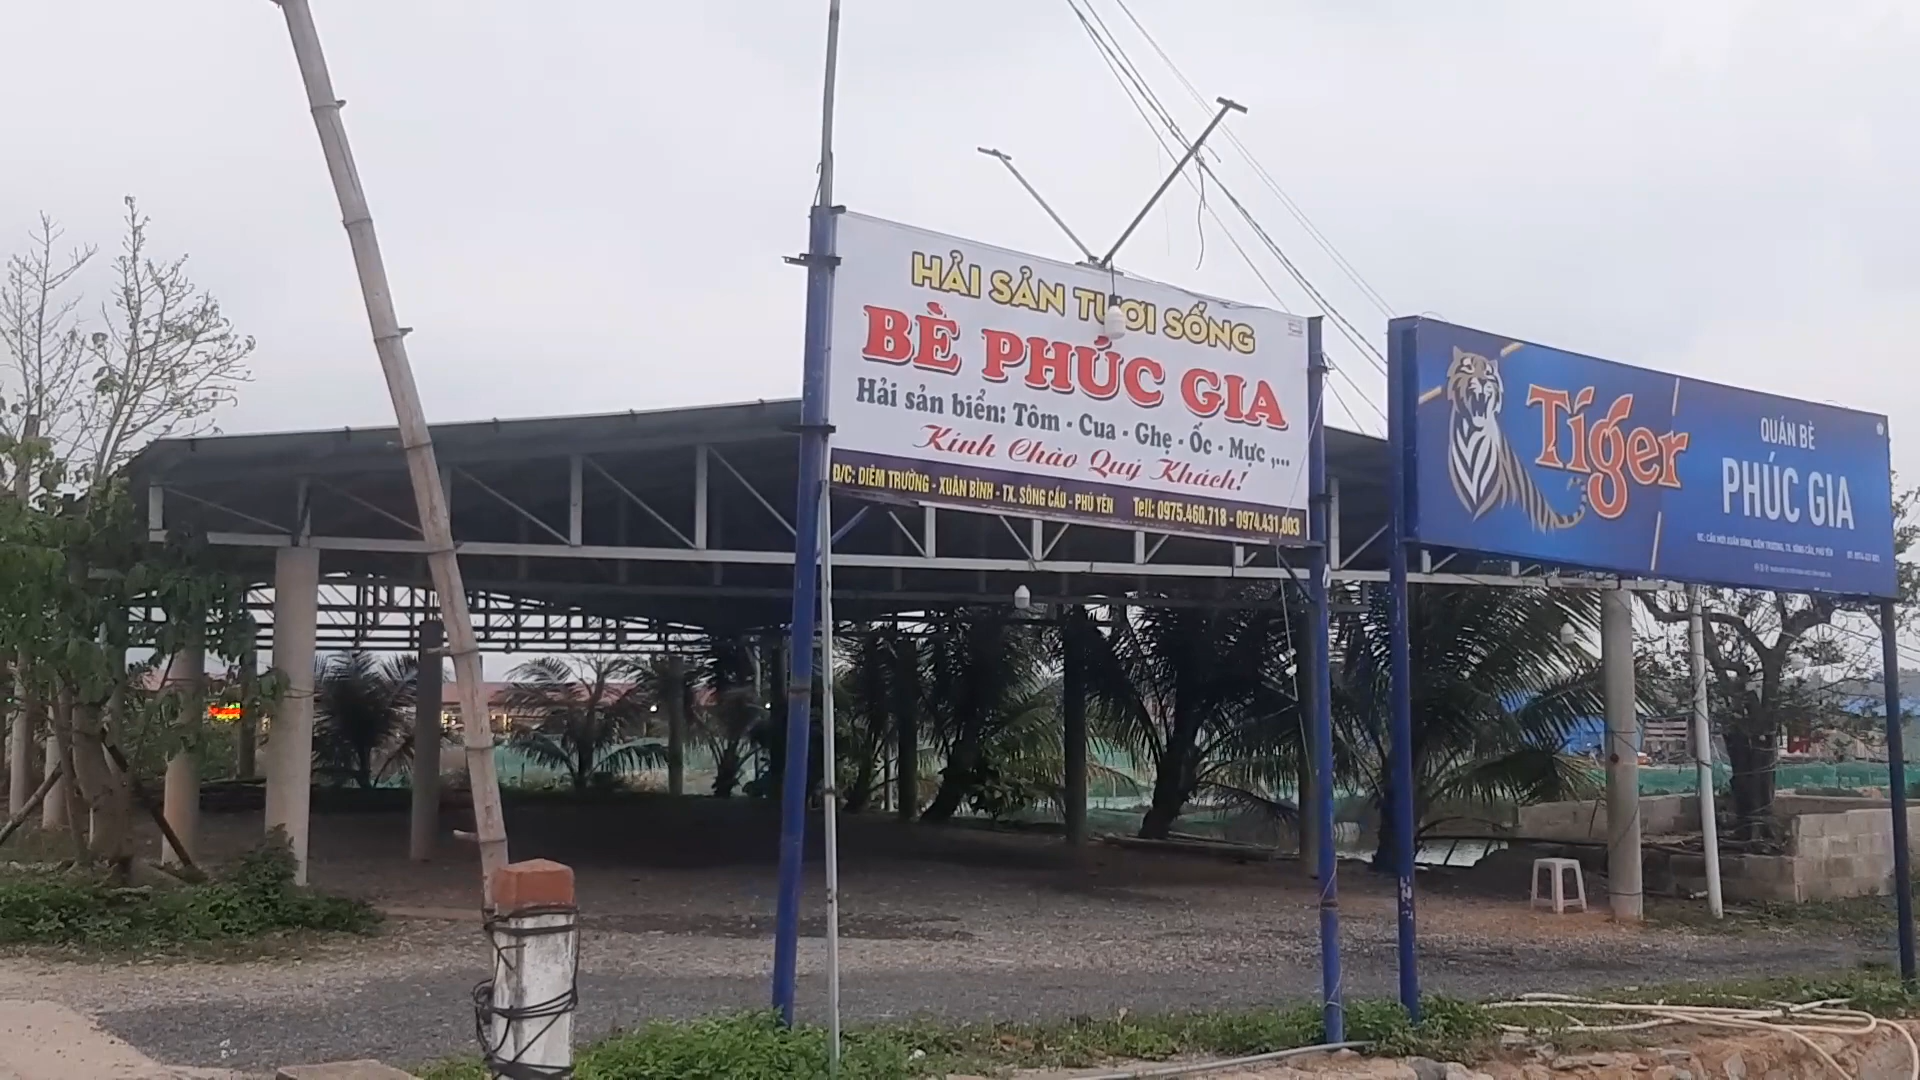 HẢI SẢN TƯƠI SỐNG
BÈ PHÚC GIA
Hải sản biển: Tôm - Cua - Ghẹ - Ốc - Mực ,...
Kính Chào Quý Khách!
Đ/C: DIÊM TRƯỜNG - XUÂN BÌNH - TX. SÔNG CẦU - PHÚ YÊN Tell: 0975.460.718 - 0974.431.003
Tiger
QUÁN BÈ
PHÚC GIA